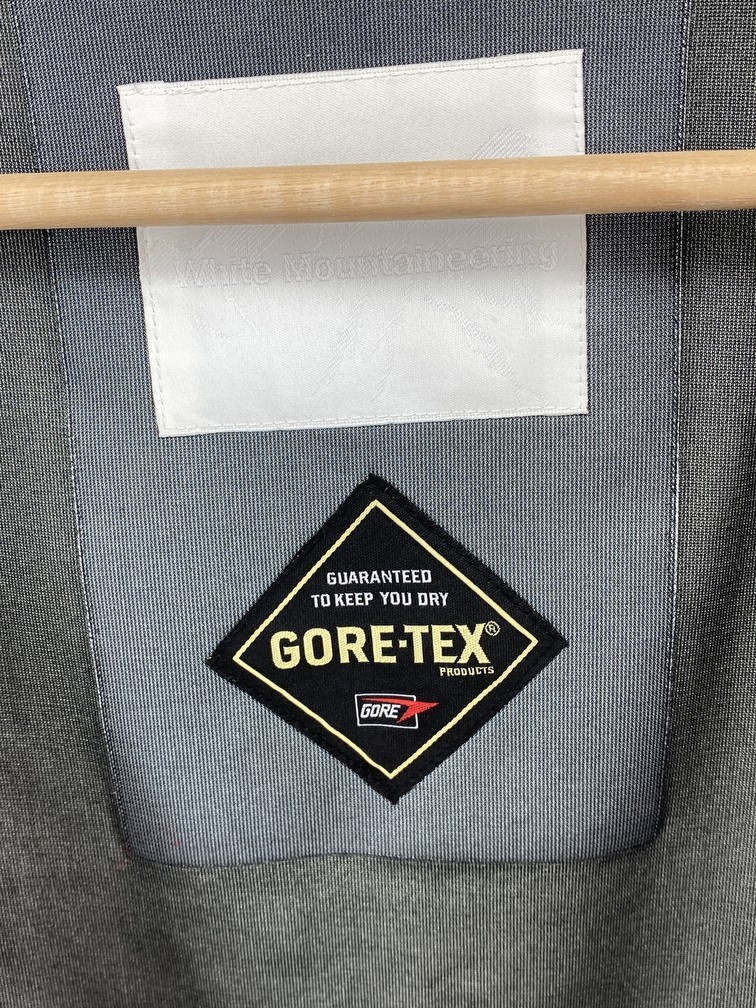 White Mountaineering
GUARANTEED
TO KEEP YOU DRY
GORE-TEX®
PRODUCTS
GORE